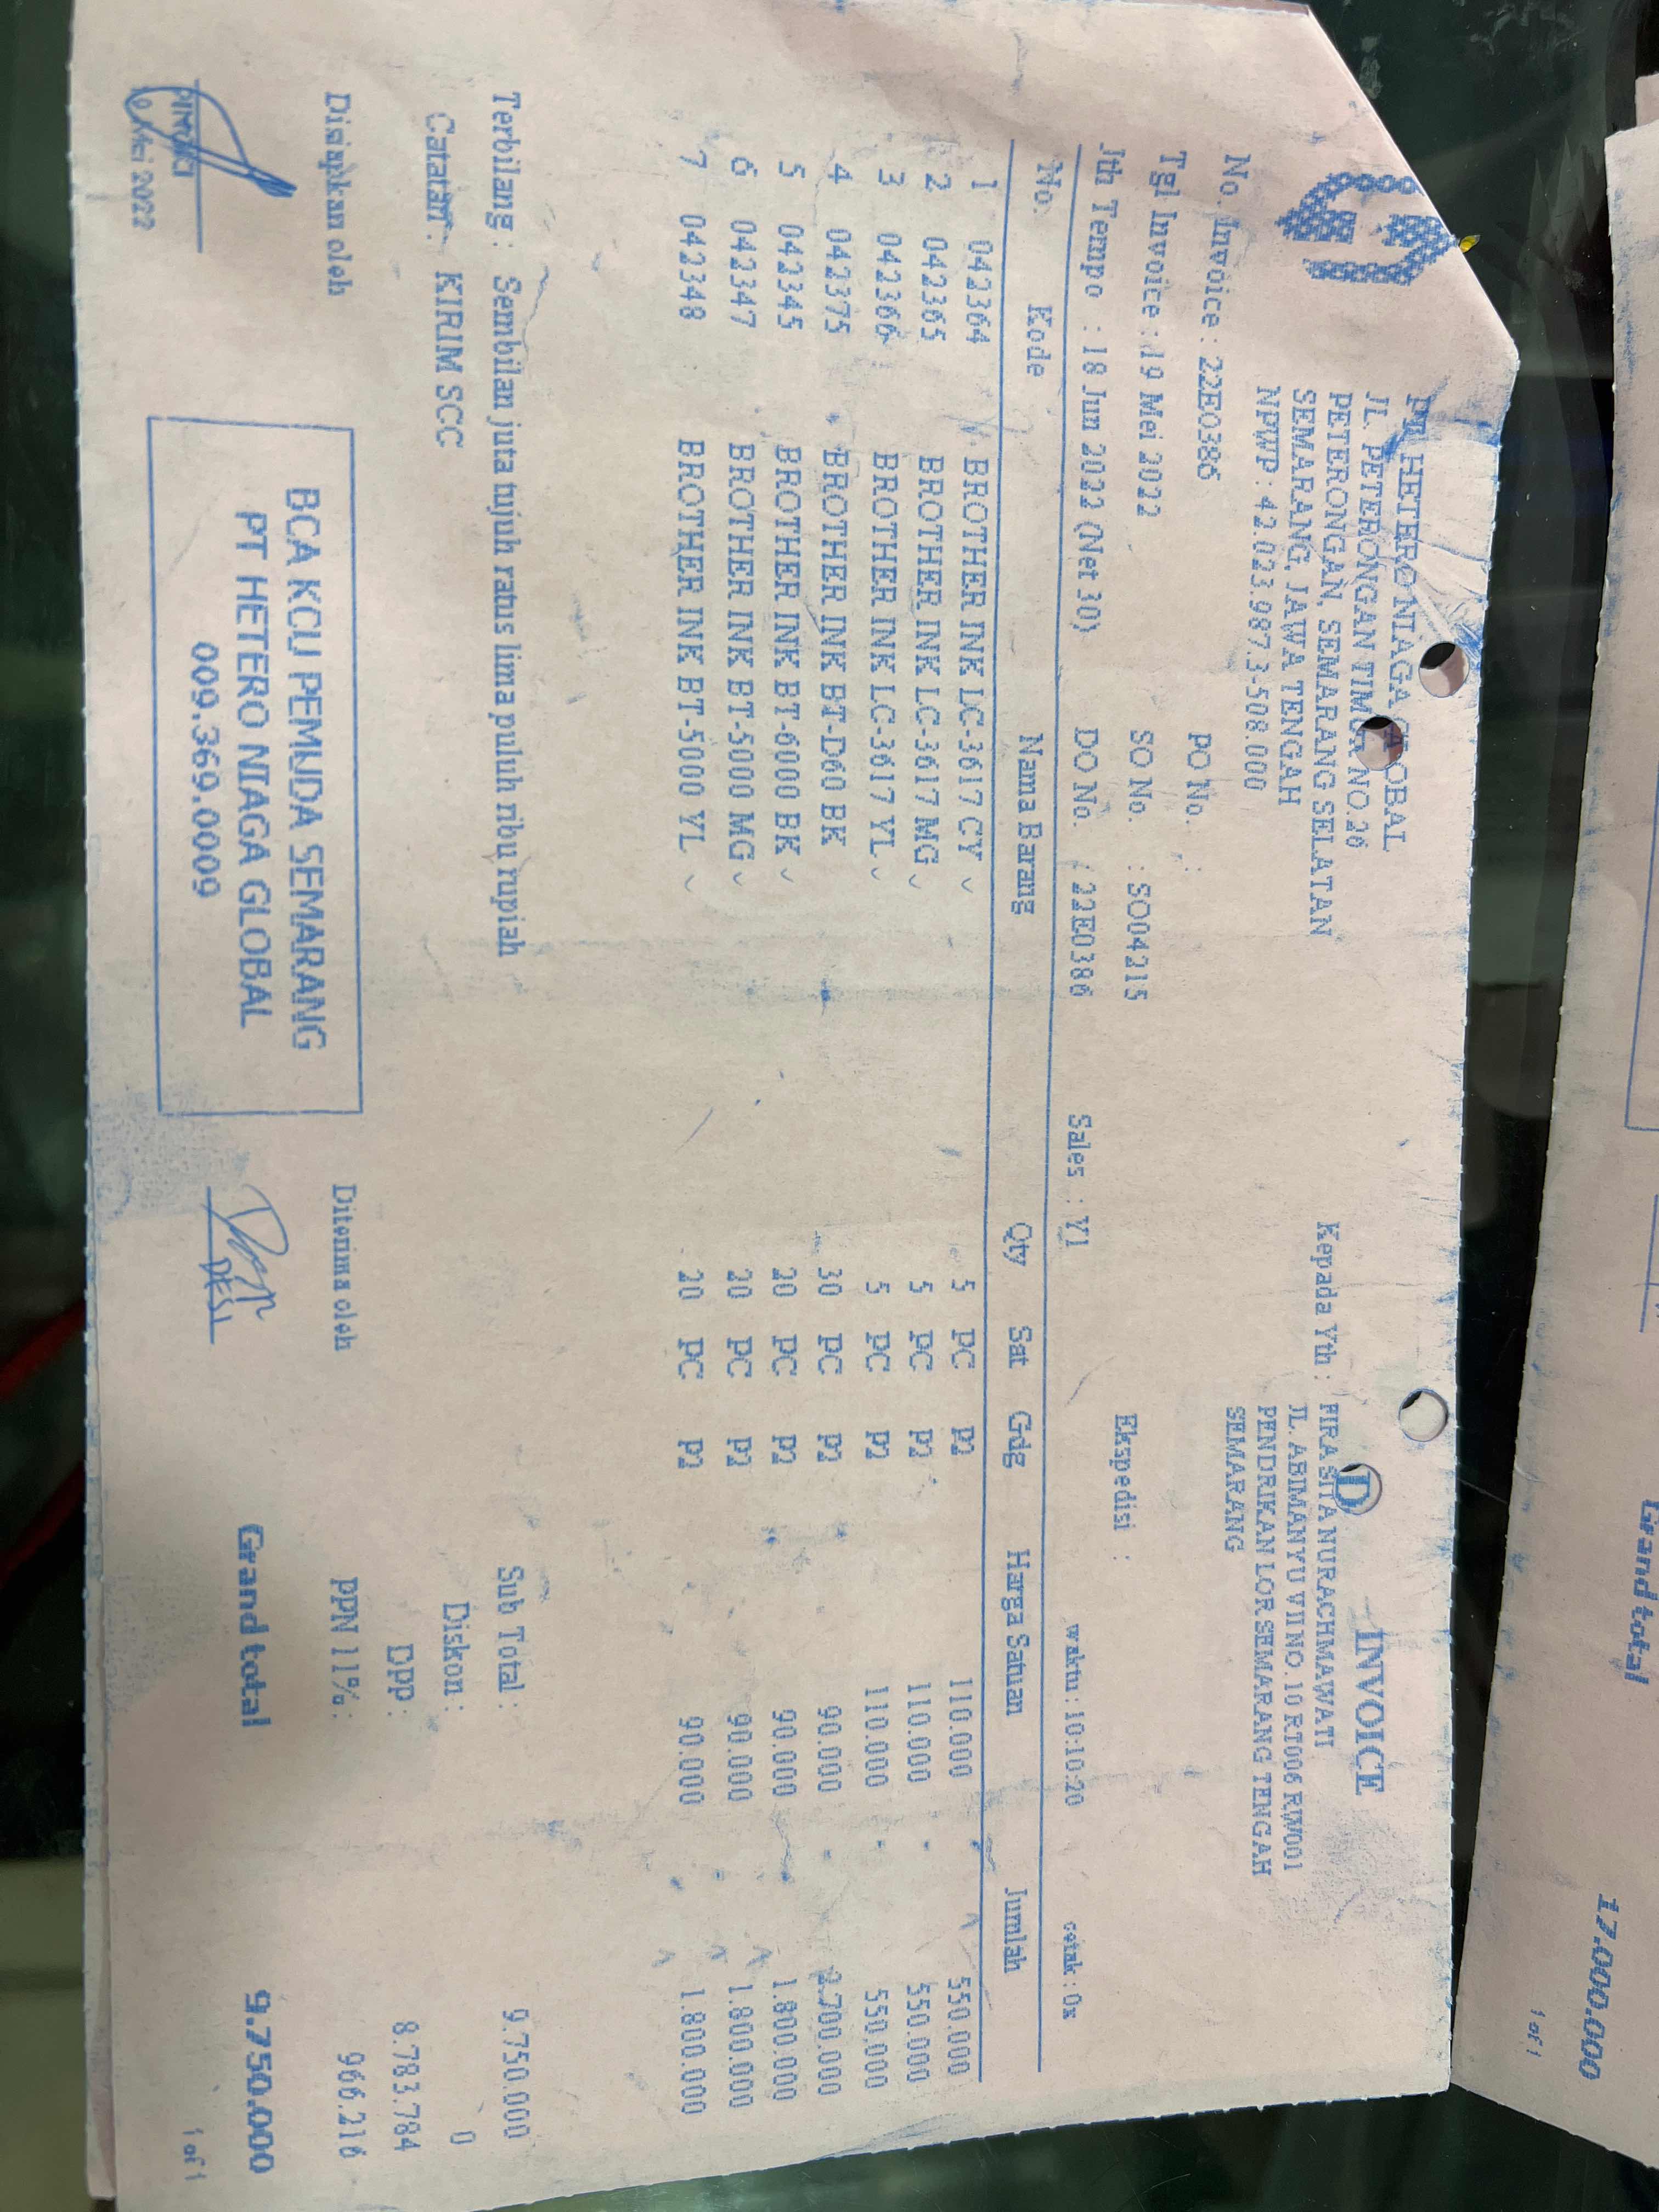 INVOICE
PT HETERO NIAGA GLOBAL
JL. PETERONGAN TIMUR NO.26
PETERONGAN, SEMARANG SELATAN
SEMARANG, JAWA TENGAH
NPWP : 42.023.987.3-508.000
D
Kepada Yth :
NURACHMAWATI
JL. ABIMANYU VII NO. 10 RT006 RW001
PENDRIKAN LOR SEMARANG TENGAH
SEMARANG
No. Invoice : 22E0386
Tgl Invoice : 19 Mei 2022
Jth Tempo : 18 Jun 2022 (Net 30)
PO No. :
SO No. : SO04215
DO No. : 22E0386
Sales : V1
Ekspedisi :
waktu : 10:10:20
cetak : 0x
No. Kode Nama Barang Qty Sat Gdg Harga Satuan Jumlah
1 042364 BROTHER INK LC-3617 CY 5 PC P2 110.000 550.000
2 042365 BROTHER INK LC-3617 MG 5 PC P2 110.000 550.000
3 042366 BROTHER INK LC-3617 YL 5 PC P2 110.000 550.000
4 042375 BROTHER INK BT-D60 BK 30 PC P2 90.000 2.700.000
5 042345 BROTHER INK BT-6000 BK 20 PC P2 90.000 1.800.000
6 042347 BROTHER INK BT-5000 MG 20 PC P2 90.000 1.800.000
7 042348 BROTHER INK BT-5000 YL 20 PC P2 90.000 1.800.000
Terbilang : Sembilan juta tujuh ratus lima puluh ribu rupiah
Catatan : KIRIM SCC
Sub Total : 9.750.000
Diskon : 0
DPP : 8.783.784
PPN 11% : 966.216
Grand total 9.750.000
Disiapkan oleh
Mei 2022
BCA KCU PEMUDA SEMARANG
PT HETERO NIAGA GLOBAL
009.369.0009
Diterima oleh
DESI
1 of 1
Grand total
17.000.000
1 of 1